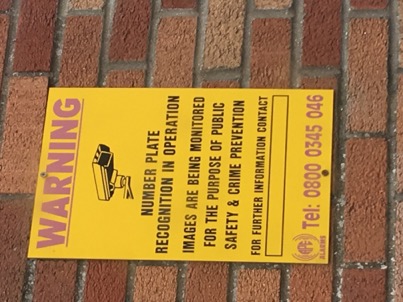 WARNING
NUMBER PLATE
RECOGNITION IN OPERATION
IMAGES ARE BEING MONITORED
FOR THE PURPOSE OF PUBLIC
SAFETY & CRIME PREVENTION
FOR FURTHER INFORMATION CONTACT
ALARMS
Tel: 0800 0345 046